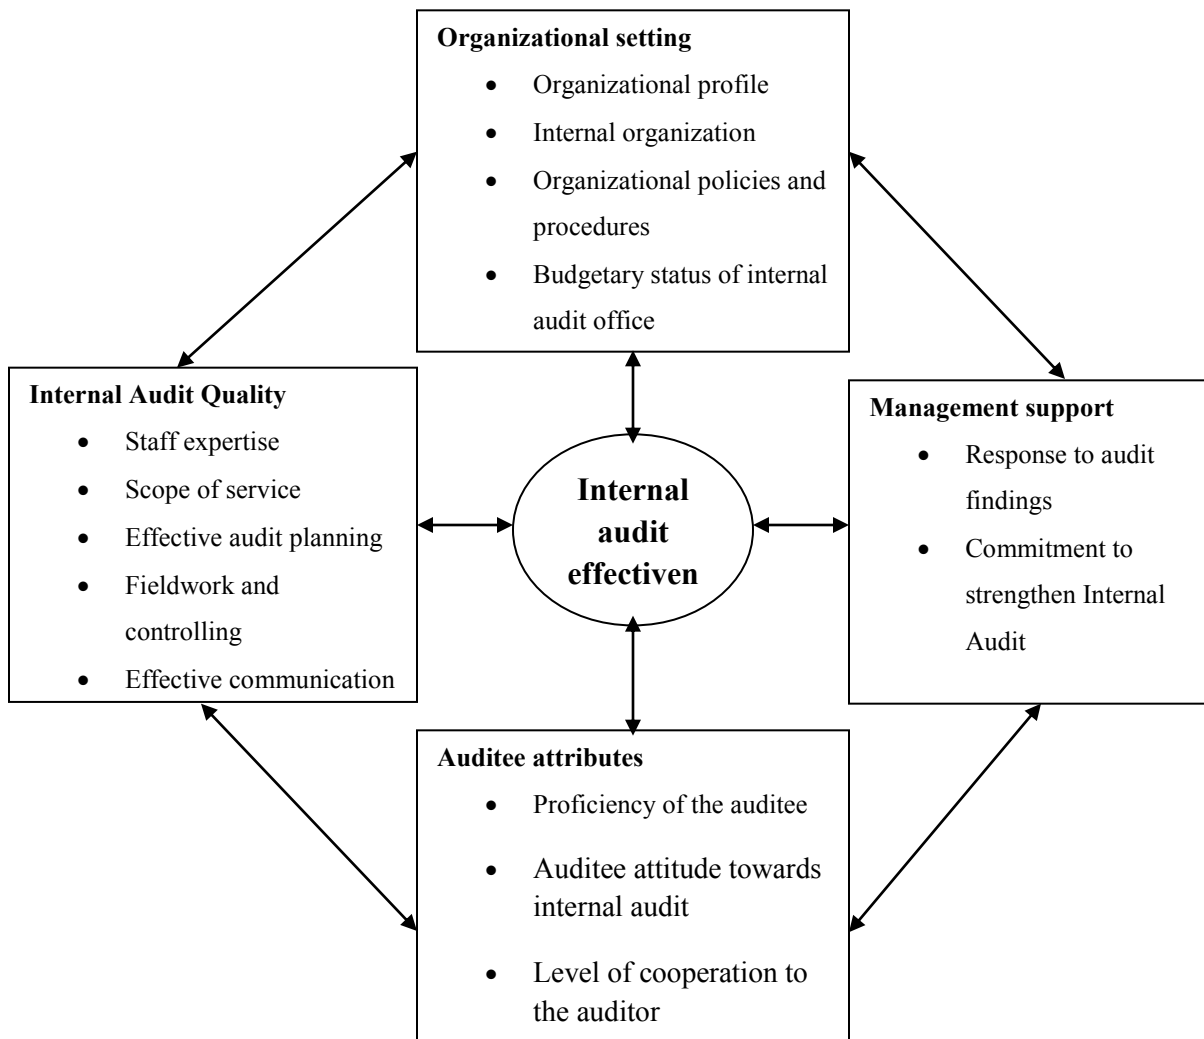 Organizational setting
• Organizational profile
• Internal organization
• Organizational policies and
procedures
• Budgetary status of internal
audit office
Internal Audit Quality
• Staff expertise
• Scope of service
• Effective audit planning
• Fieldwork and
controlling
• Effective communication
Internal
audit
effectiven
Management support
• Response to audit
findings
• Commitment to
strengthen Internal
Audit
Auditee attributes
• Proficiency of the auditee
• Auditee attitude towards
internal audit
• Level of cooperation to
the auditor